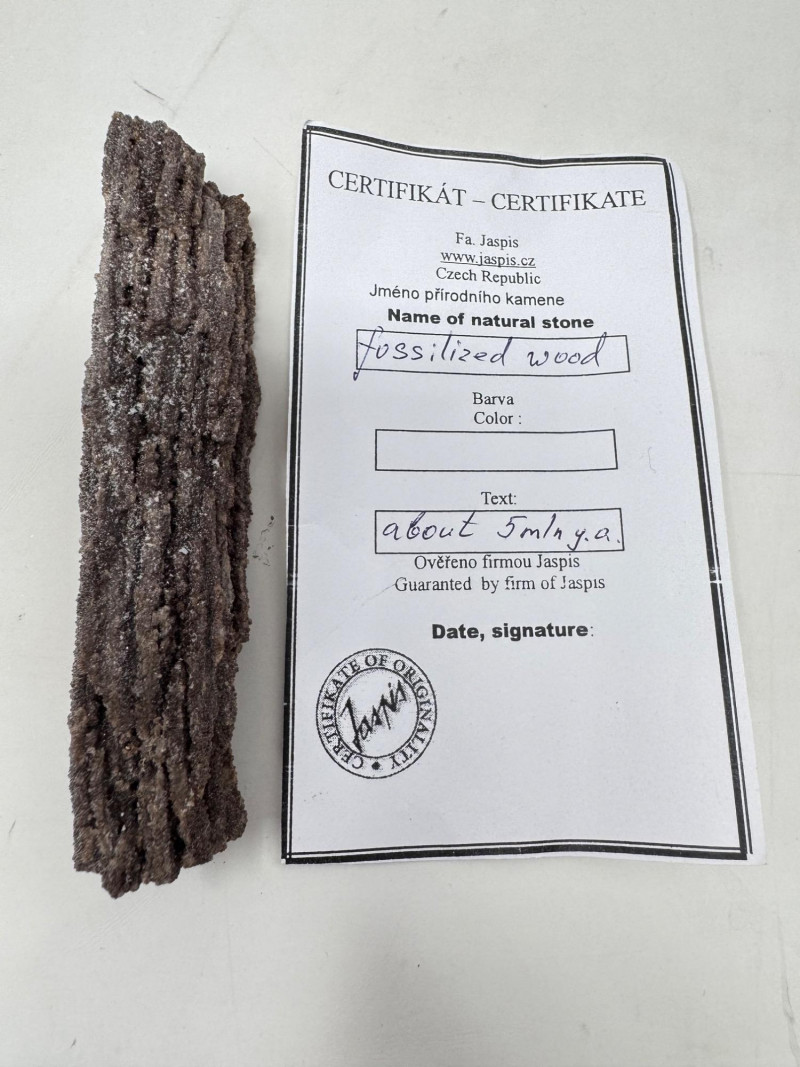 CERTIFIKÁT – CERTIFIKATE
Fa. Jaspis
www.jaspis.cz
Czech Republic
Jméno přírodního kamene
Name of natural stone
fossilized wood
Barva
Color :
Text:
about 5mln y.a.
Ověřeno firmou Jaspis
Guaranted by firm of Jaspis
Date, signature:
CERTIFIKATE OF ORIGINALITY
Jaspis